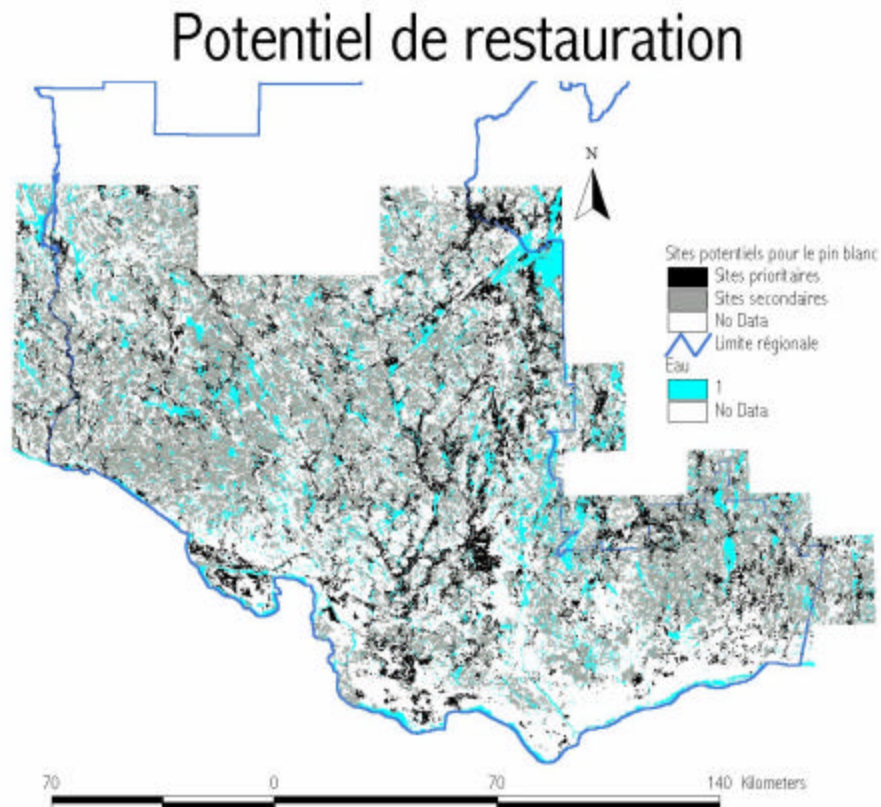 Potentiel de restauration
N
Sites potentiels pour le pin blanc
Sites prioritaires
Sites secondaires
No Data
Limite régionale
Eau
1
No Data
70 0 70 140 Kilometers